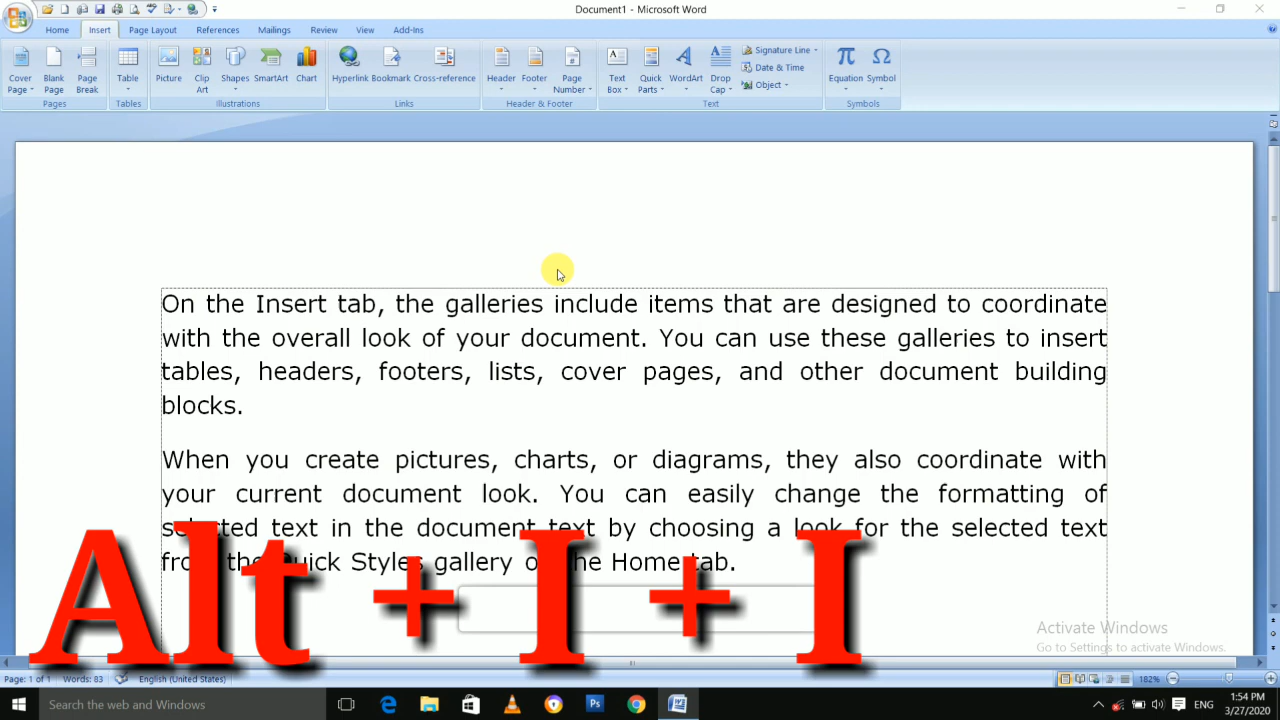 Document1 - Microsoft Word
Home Insert Page Layout References Mailings Review View Add-Ins
Cover Page Blank Page Page Break Table Picture Clip Art Shapes SmartArt Chart Hyperlink Bookmark Cross-reference Header Footer Page Number Text Box Quick Parts WordArt Drop Cap Signature Line Date & Time Object Equation Symbol
Pages Tables Illustrations Links Header & Footer Text Symbols
On the Insert tab, the galleries include items that are designed to coordinate
with the overall look of your document. You can use these galleries to insert
tables, headers, footers, lists, cover pages, and other document building
blocks.
When you create pictures, charts, or diagrams, they also coordinate with
your current document look. You can easily change the formatting of
selected text in the document text by choosing a look for the selected text
the Quick Styles gallery the Home tab.
Alt + I + I
Activate Windows
Go to Settings to activate Windows.
Page: 1 of 1 Words: 83 English (United States) 182%
Search the web and Windows
ENG
1:54 PM
3/27/2020